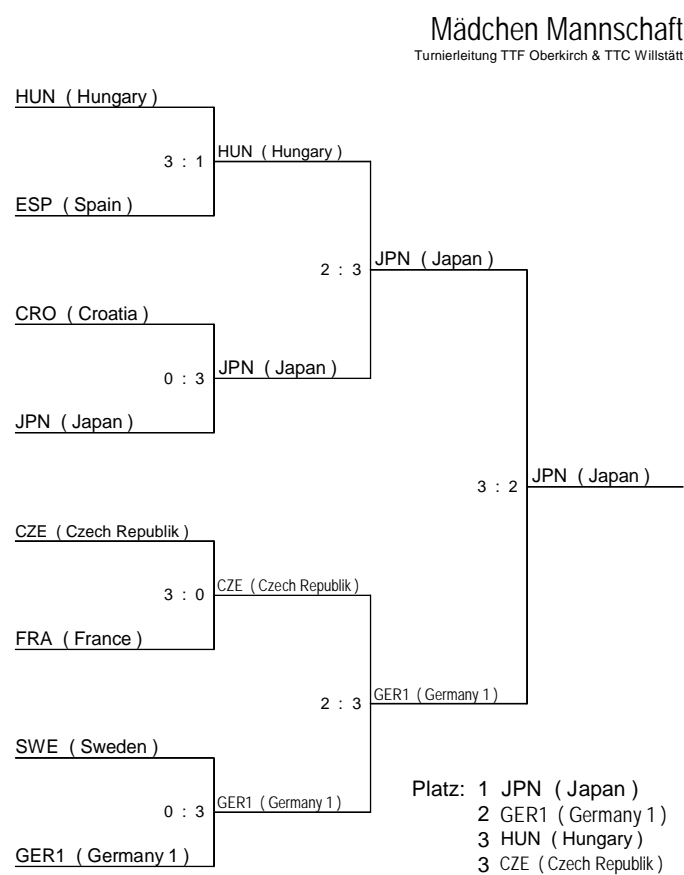 Mädchen Mannschaft
Turnierleitung TTF Oberkirch & TTC Willstätt
HUN ( Hungary )
3 : 1 HUN ( Hungary )
ESP ( Spain )
2 : 3 JPN ( Japan )
CRO ( Croatia )
0 : 3 JPN ( Japan )
JPN ( Japan )
3 : 2 JPN ( Japan )
CZE ( Czech Republik )
3 : 0 CZE ( Czech Republik )
FRA ( France )
2 : 3 GER1 ( Germany 1 )
SWE ( Sweden )
0 : 3 GER1 ( Germany 1 )
GER1 ( Germany 1 )
Platz: 1 JPN ( Japan )
2 GER1 ( Germany 1 )
3 HUN ( Hungary )
3 CZE ( Czech Republik )